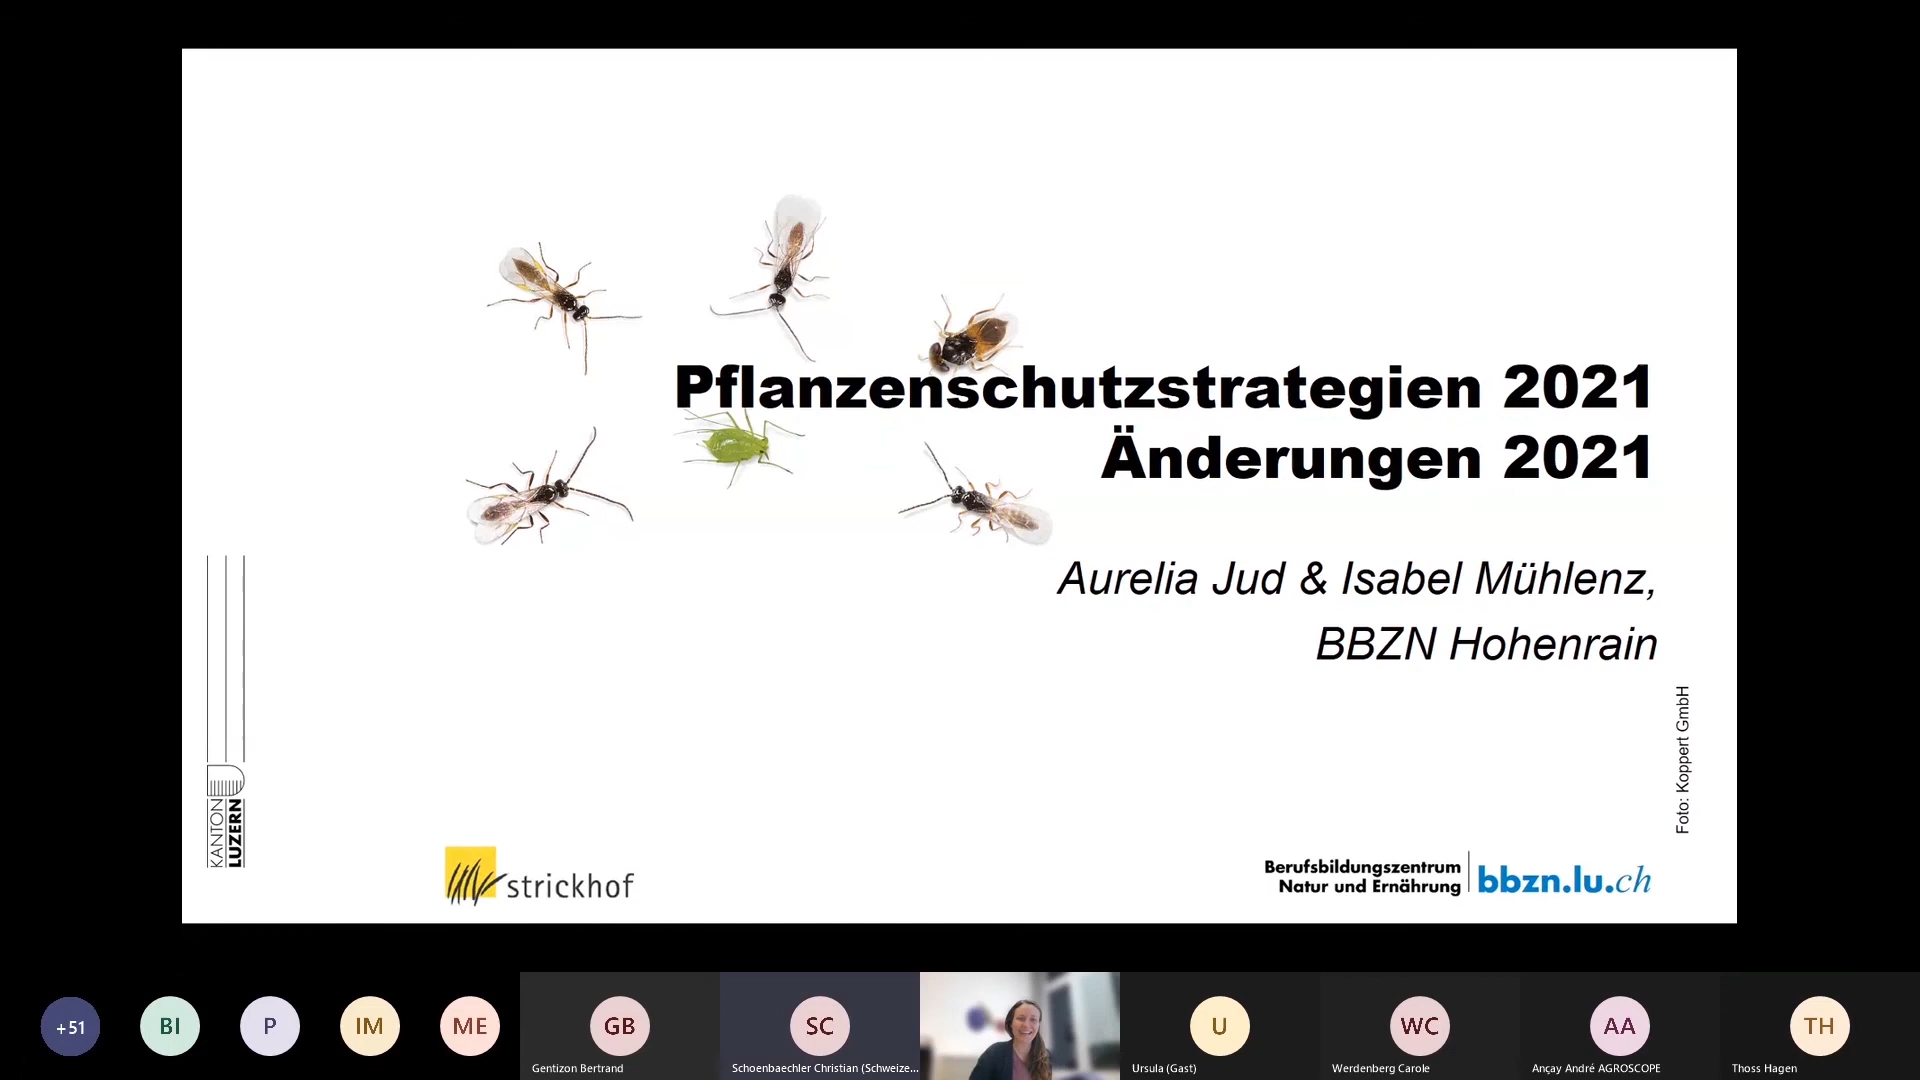 Pflanzenschutzstrategien 2021
Änderungen 2021
Aurelia Jud & Isabel Mühlenz,
BBZN Hohenrain
Foto: Koppert GmbH
KANTON
LUZERN
strickhof
Berufsbildungszentrum
Natur und Ernährung
bbzn.lu.ch
+51
BI
P
IM
ME
GB
Gentizon Bertrand
SC
Schoenbaechler Christian (Schweize...
U
Ursula (Gast)
WC
Werdenberg Carole
AA
Ançay André AGROSCOPE
TH
Thoss Hagen